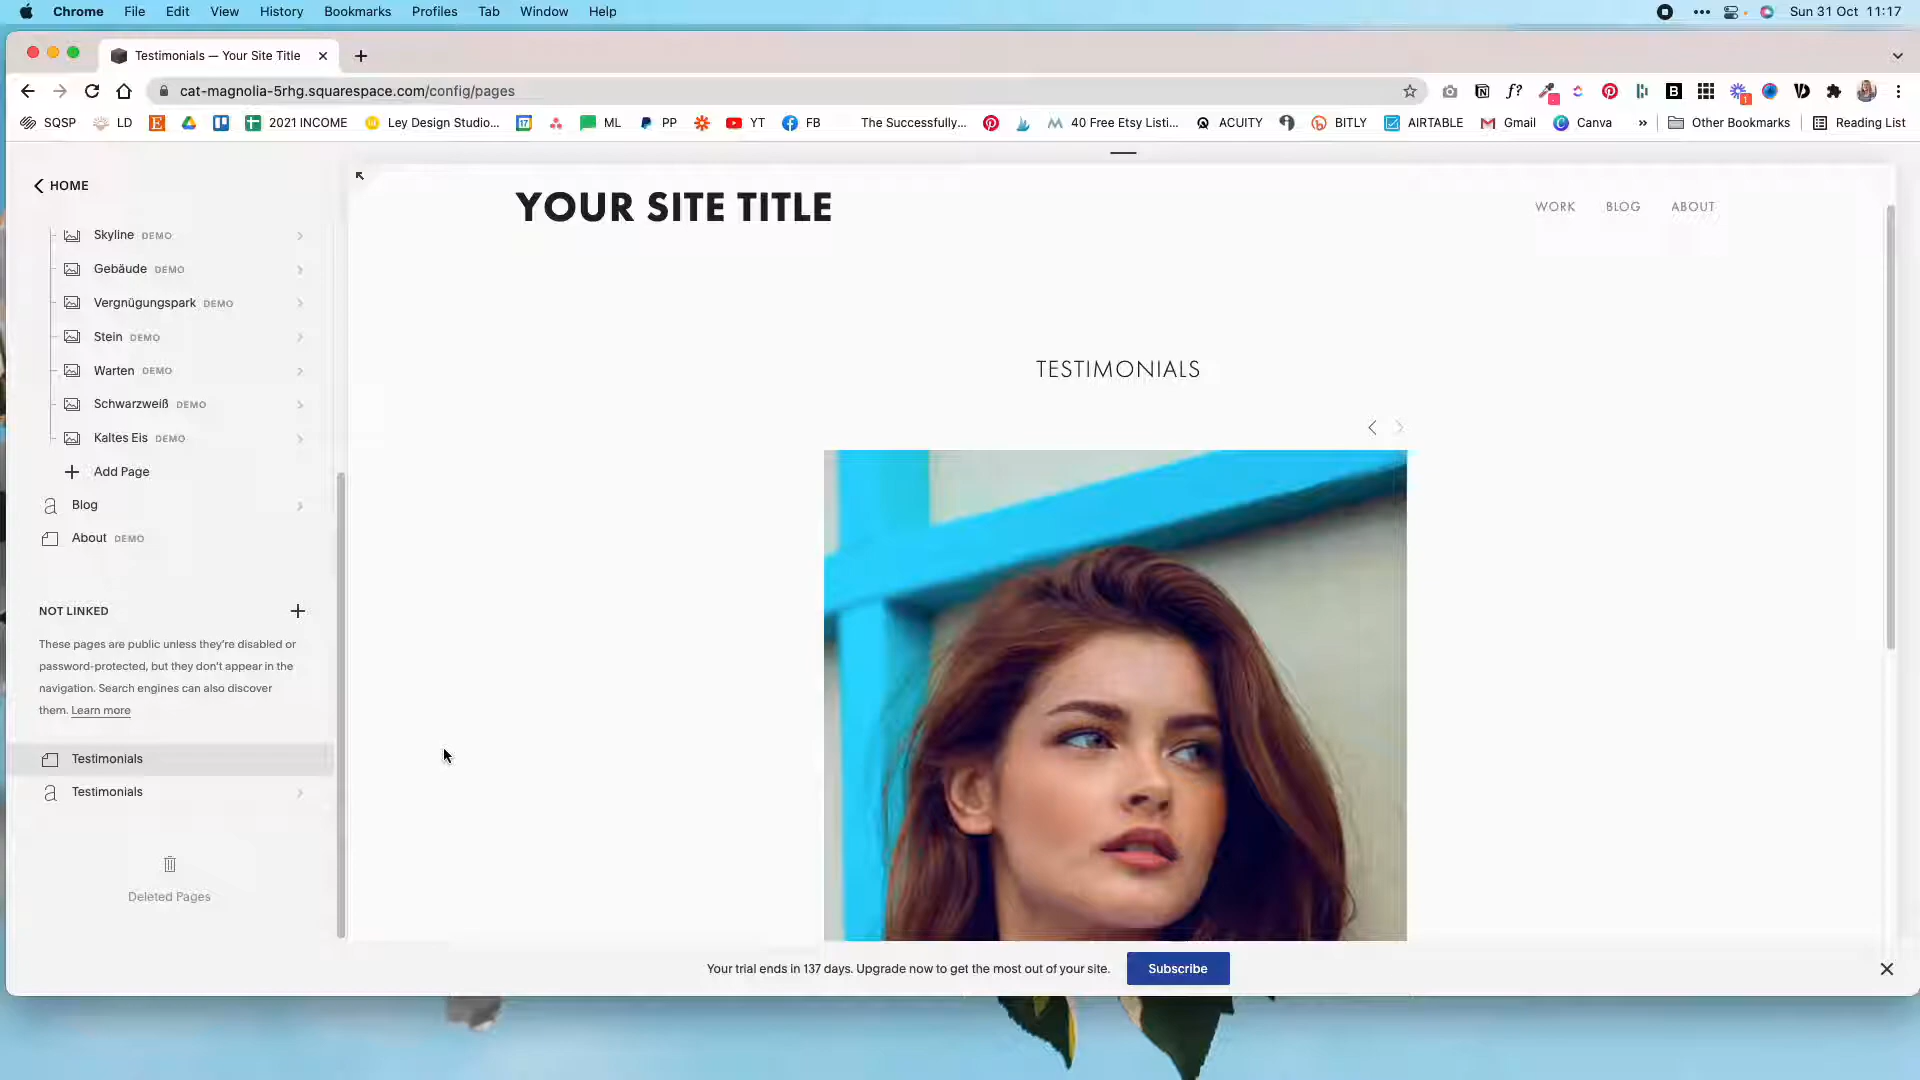 Chrome File Edit View History Bookmarks Profiles Tab Window Help Sun 31 Oct 11:17
Testimonials — Your Site Title
cat-magnolia-5rhg.squarespace.com/config/pages
SQSP LD 2021 INCOME Ley Design Studio... ML PP YT FB The Successfully... 40 Free Etsy Listi... ACUITY BITLY AIRTABLE Gmail Canva » Other Bookmarks Reading List
HOME
YOUR SITE TITLE
WORK BLOG ABOUT
Skyline DEMO
Gebäude DEMO
Vergnügungspark DEMO
Stein DEMO
Warten DEMO
Schwarzweiß DEMO
Kaltes Eis DEMO
Add Page
Blog
About DEMO
NOT LINKED
These pages are public unless they're disabled or
password-protected, but they don't appear in the
navigation. Search engines can also discover
them. Learn more
Testimonials
Testimonials
Deleted Pages
TESTIMONIALS
Your trial ends in 137 days. Upgrade now to get the most out of your site. Subscribe